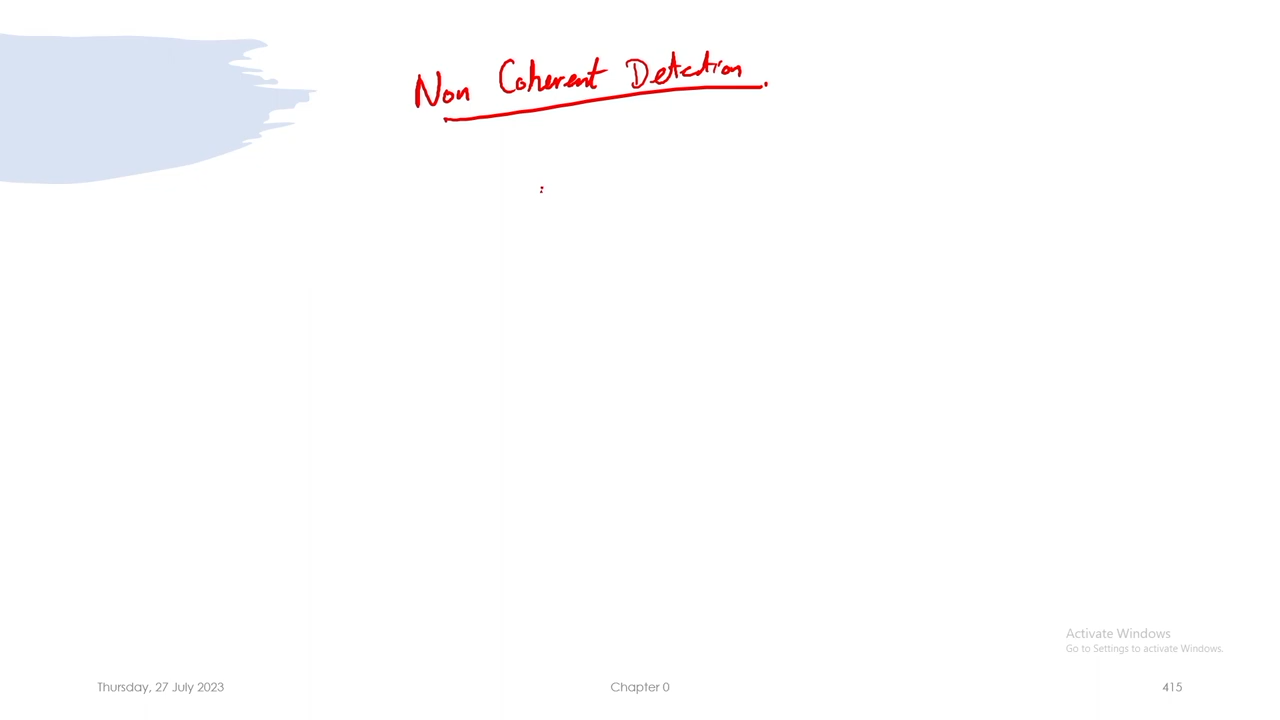 Non Coherent Detection.
:
Activate Windows
Go to Settings to activate Windows.
Thursday, 27 July 2023 Chapter 0 415